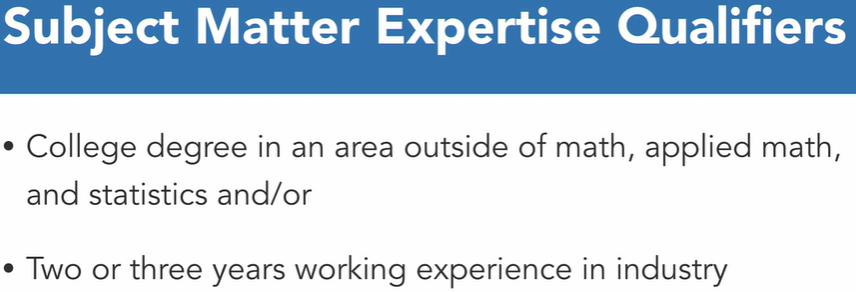 Subject Matter Expertise Qualifiers
• College degree in an area outside of math, applied math,
and statistics and/or
• Two or three years working experience in industry